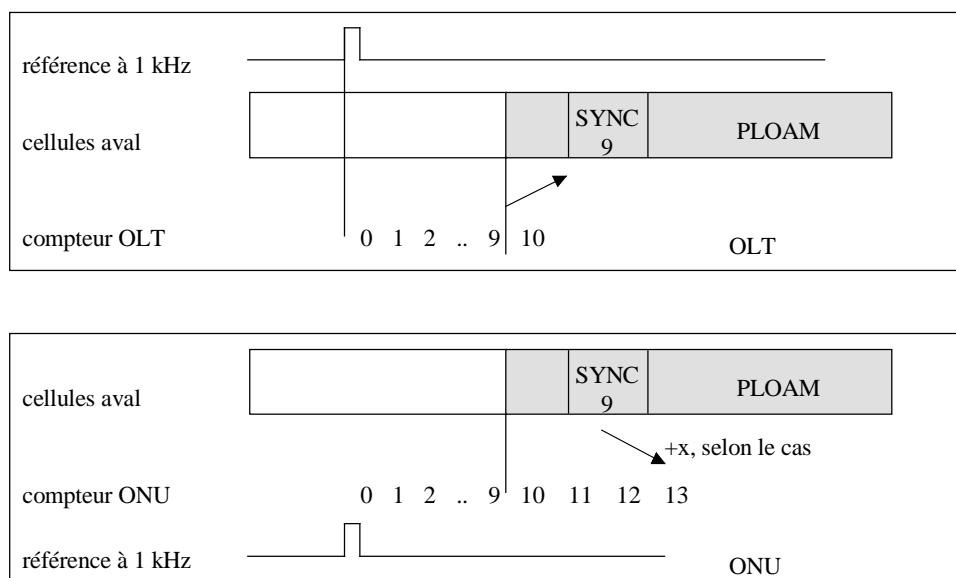 référence à 1 kHz
cellules aval
SYNC
9
PLOAM
compteur OLT
0 1 2 .. 9 10
OLT
cellules aval
SYNC
9
PLOAM
+x, selon le cas
compteur ONU
0 1 2 .. 9 10 11 12 13
référence à 1 kHz
ONU